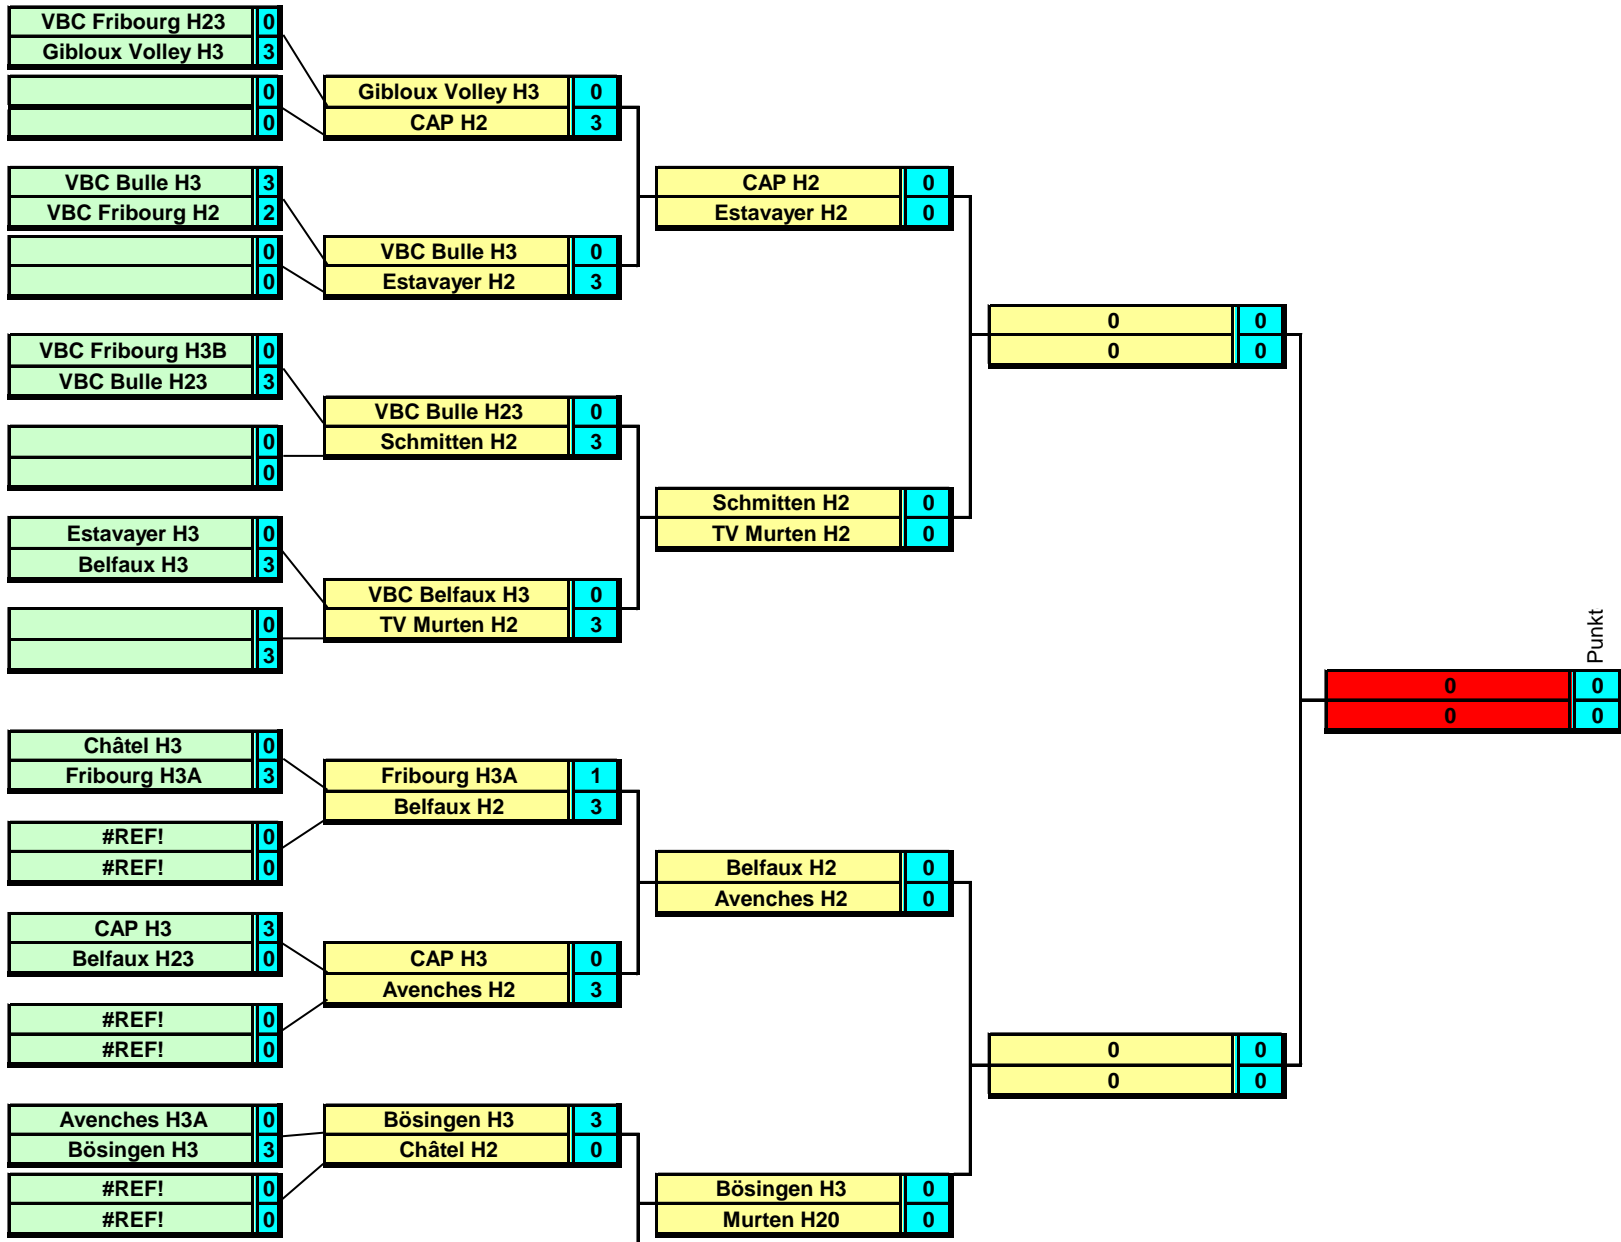 VBC Fribourg H23 0
Gibloux Volley H3 3
0
0
VBC Bulle H3 3
VBC Fribourg H2 2
0
0
VBC Fribourg H3B 0
VBC Bulle H23 3
0
0
Estavayer H3 0
Belfaux H3 3
0
3
Châtel H3 0
Fribourg H3A 3
#REF! 0
#REF! 0
CAP H3 3
Belfaux H23 0
#REF! 0
#REF! 0
Avenches H3A 0
Bösingen H3 3
#REF! 0
#REF! 0
Gibloux Volley H3 0
CAP H2 3
VBC Bulle H3 0
Estavayer H2 3
VBC Bulle H23 0
Schmitten H2 3
VBC Belfaux H3 0
TV Murten H2 3
Fribourg H3A 1
Belfaux H2 3
CAP H3 0
Avenches H2 3
Bösingen H3 3
Châtel H2 0
CAP H2 0
Estavayer H2 0
Schmitten H2 0
TV Murten H2 0
Belfaux H2 0
Avenches H2 0
Bösingen H3 0
Murten H20 0
0 0
0 0
0 0
0 0
Punkt
0 0
0 0